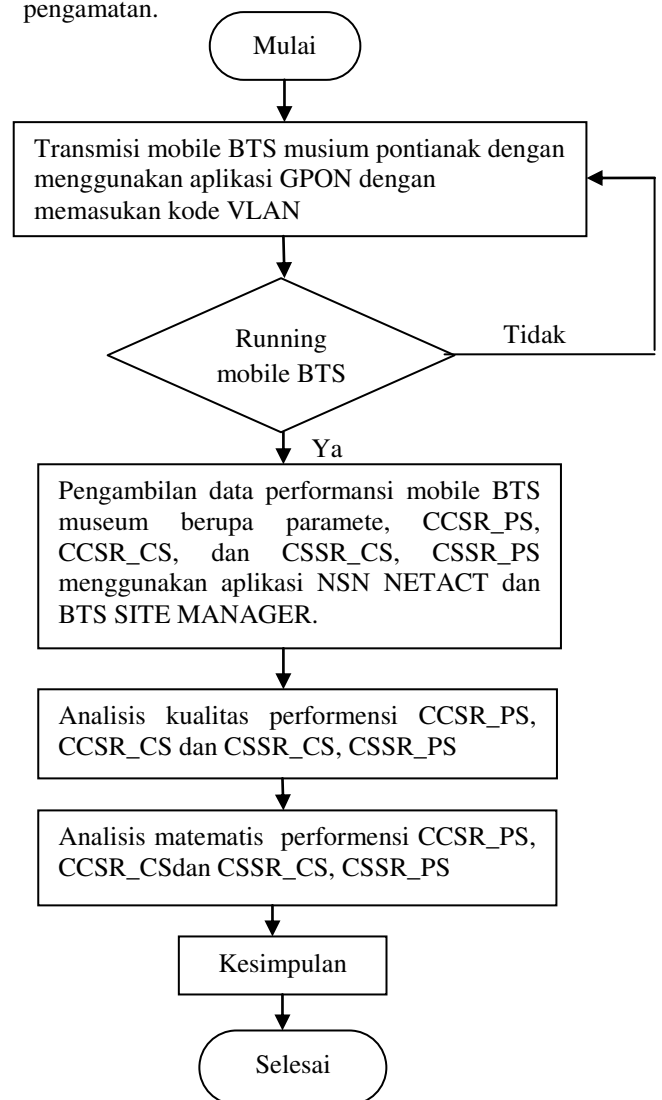 pengamatan.
Mulai
Transmisi mobile BTS musium pontianak dengan
menggunakan aplikasi GPON dengan
memasukan kode VLAN
Running
mobile BTS
Tidak
Ya
Pengambilan data performansi mobile BTS
museum berupa paramete, CCSR_PS,
CCSR_CS, dan CSSR_CS, CSSR_PS
menggunakan aplikasi NSN NETACT dan
BTS SITE MANAGER.
Analisis kualitas performensi CCSR_PS,
CCSR_CS dan CSSR_CS, CSSR_PS
Analisis matematis performensi CCSR_PS,
CCSR_CSdan CSSR_CS, CSSR_PS
Kesimpulan
Selesai